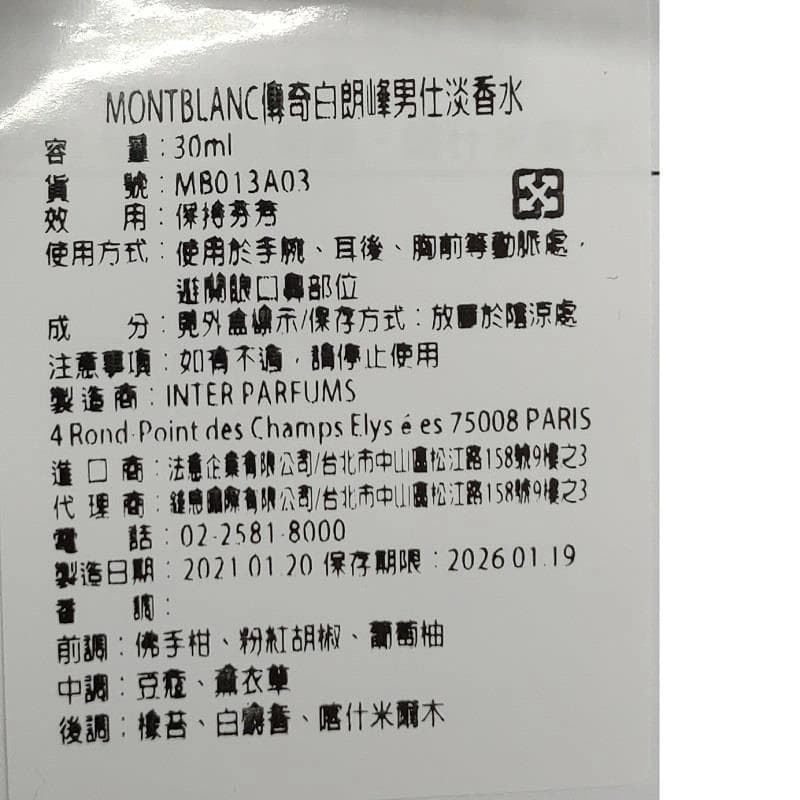 MONTBLANC傳奇白朗峰男仕淡香水
容 量：30ml
貨 號：MB013A03
效 用：保持芬芳
使用方式：使用於手腕、耳後、胸前等動脈處，
避開眼口鼻部位
成 分：見外盒標示/保存方式：放置於陰涼處
注意事項：如有不適，請停止使用
製造商：INTER PARFUMS
4 Rond-Point des Champs Elys é es 75008 PARIS
進口商：法意企業有限公司/台北市中山區松江路158號9樓之3
代理商：鏈思國際有限公司/台北市中山區松江路158號9樓之3
電 話：02-2581-8000
製造日期：2021 01 20 保存期限：2026 01.19
香 調：
前調：佛手柑、粉紅胡椒、葡萄柚
中調：豆蔻、薰衣草
後調：橡苔、白麝香、喀什米爾木